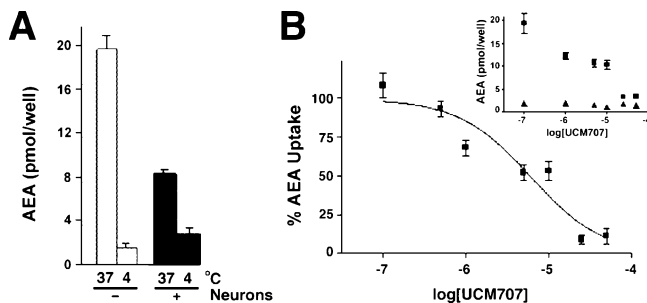 A
AEA (pmol/well)
20
16
12
8
4
0
37 4 37 4 °C
– + Neurons
B
% AEA Uptake
100
75
50
25
0
-7 -6 -5 -4
log[UCM707]
AEA (pmol/well)
20
15
10
5
0
-7 -6 -5 -4
log[UCM707]